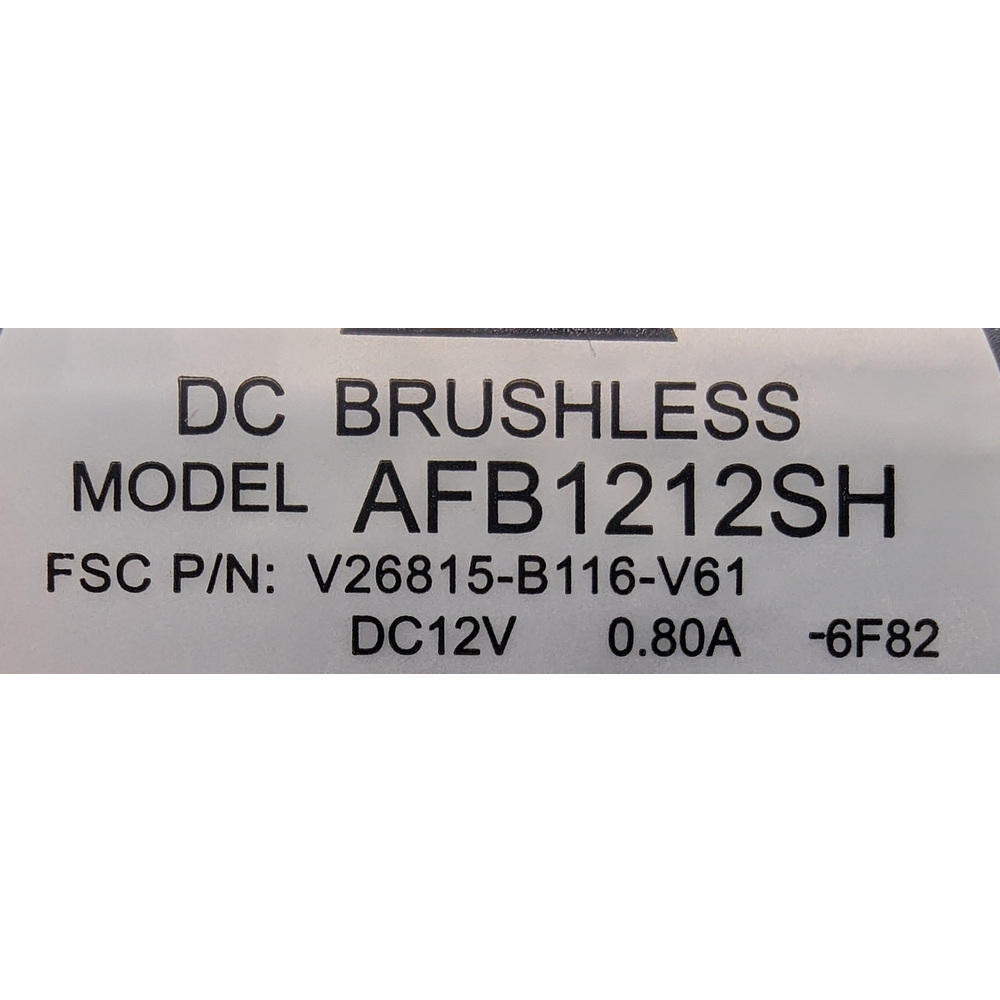 DC BRUSHLESS
MODEL AFB1212SH
FSC P/N: V26815-B116-V61
DC12V 0.80A -6F82